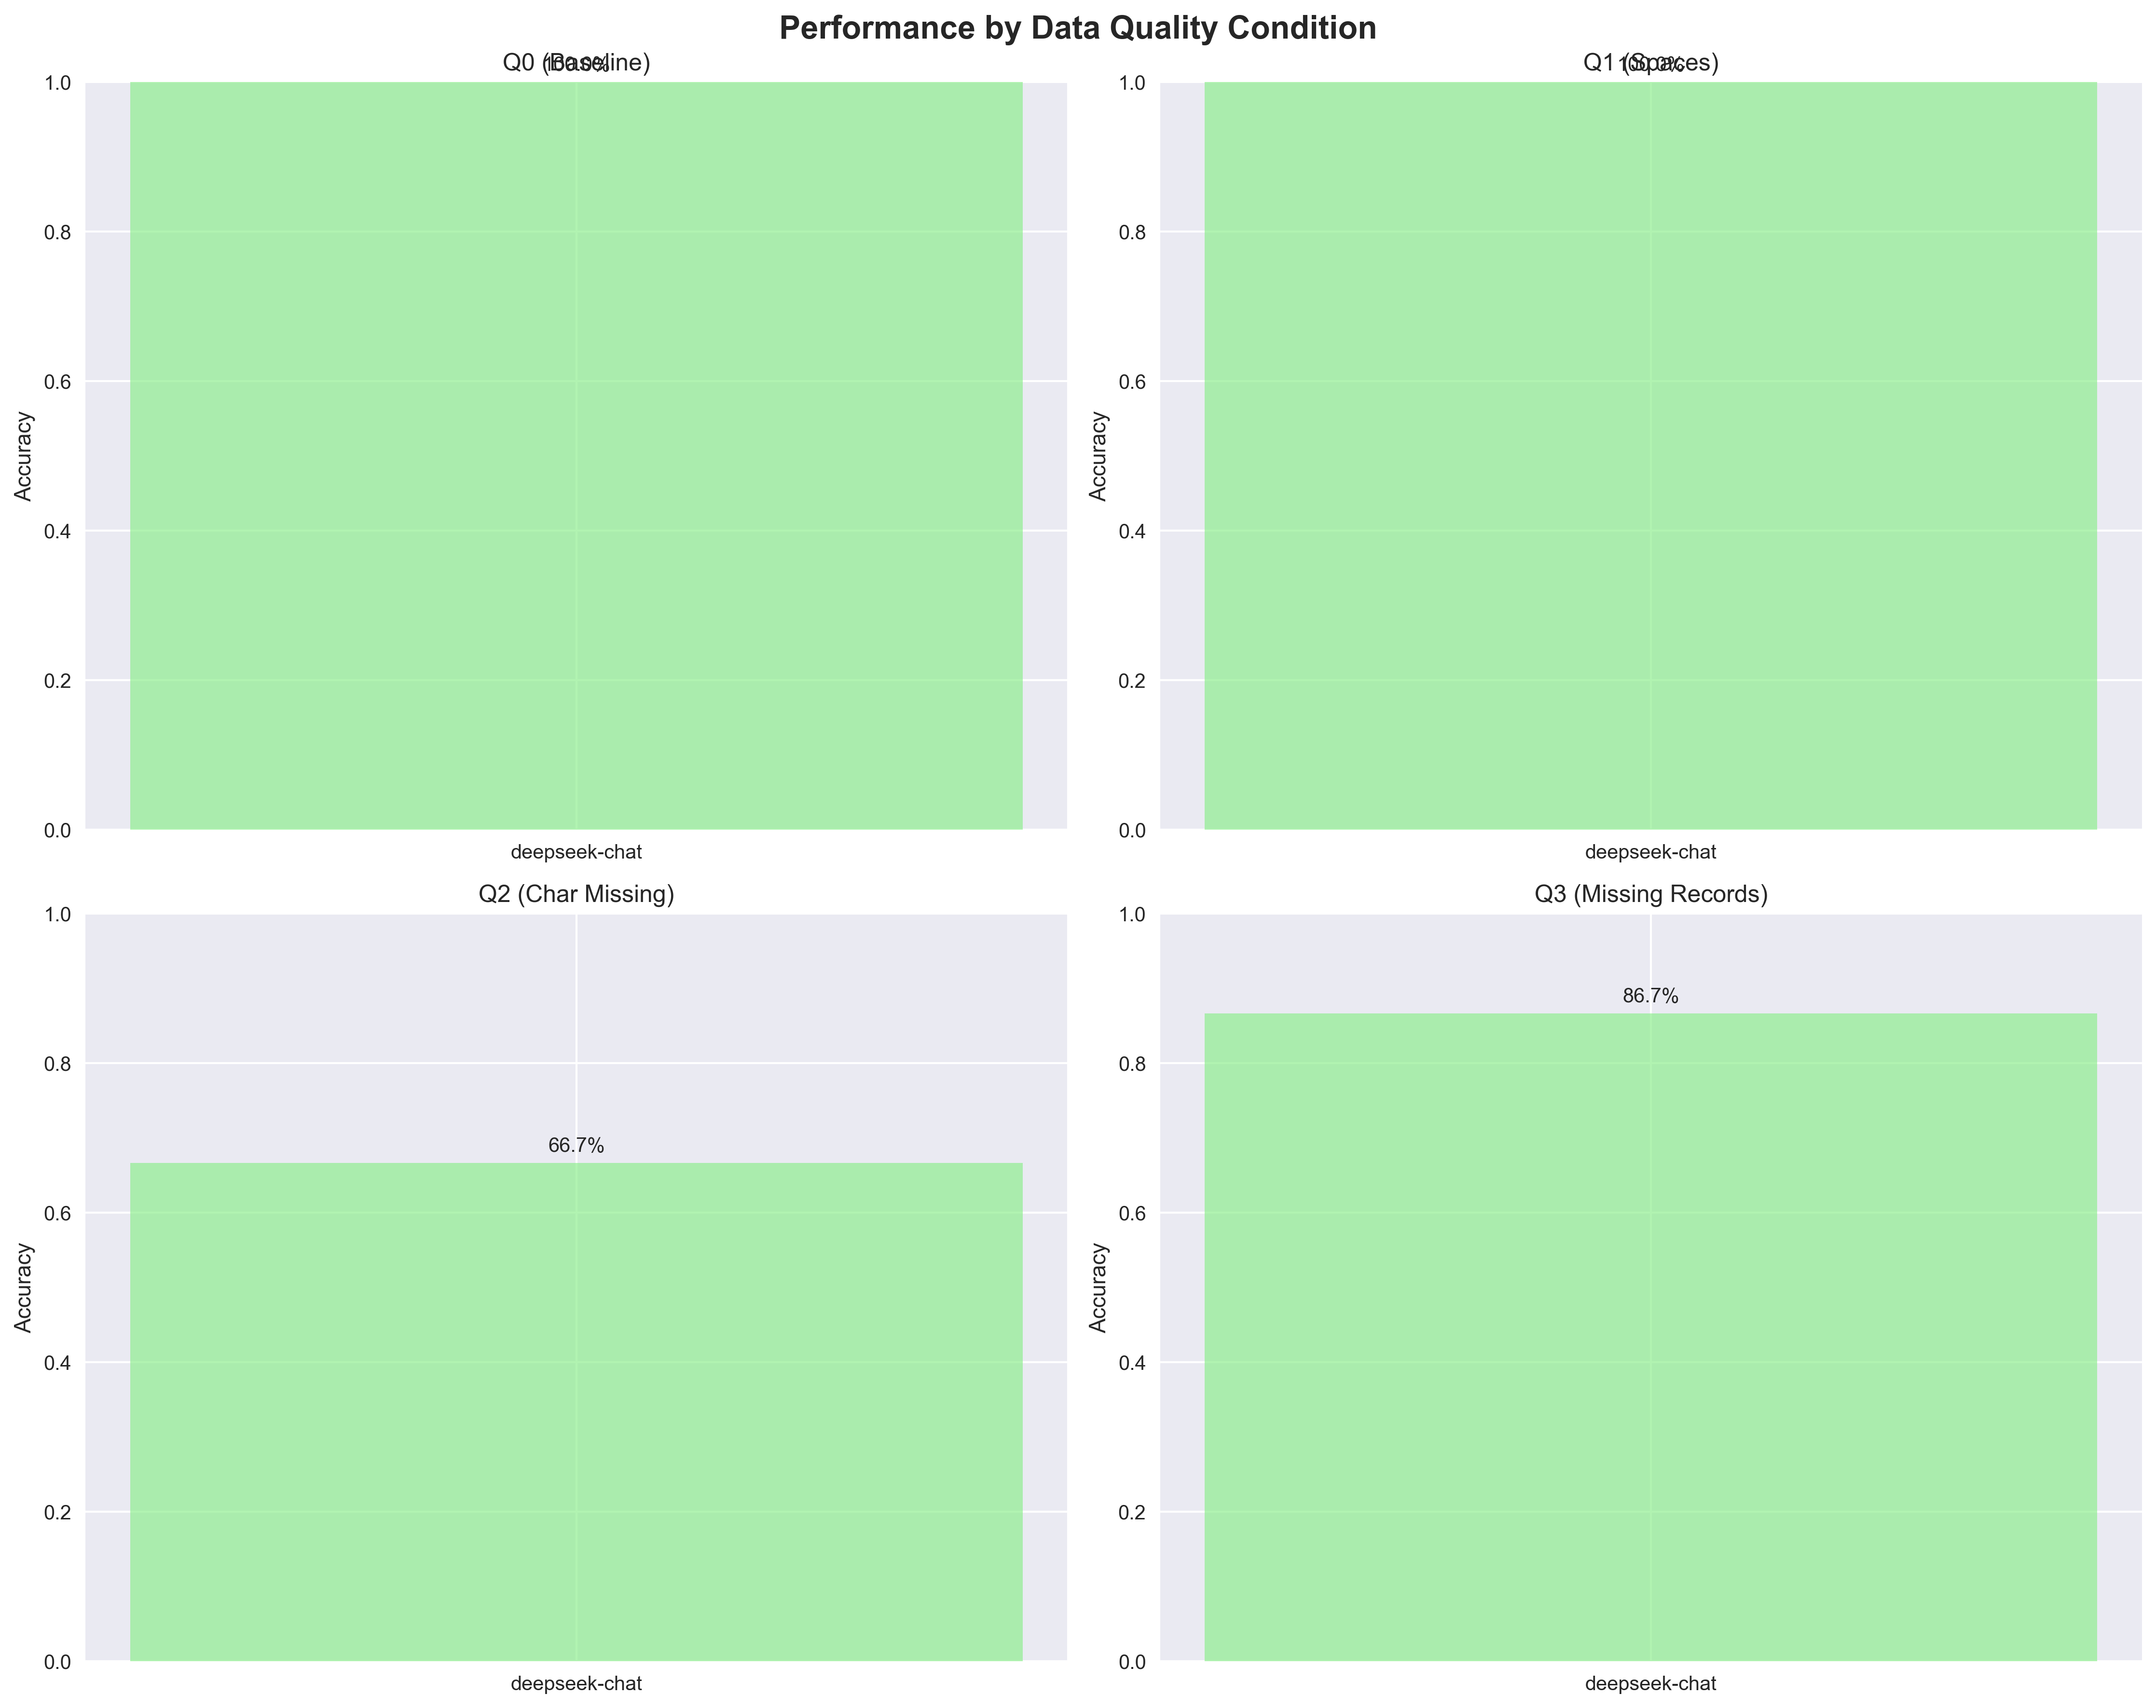 Performance by Data Quality Condition
Q0 (Baseline)
100.0%
1.0
0.8
0.6
0.4
0.2
0.0
Accuracy
deepseek-chat
Q1 (Spaces)
100.0%
1.0
0.8
0.6
0.4
0.2
0.0
Accuracy
deepseek-chat
Q2 (Char Missing)
1.0
0.8
0.6
0.4
0.2
0.0
Accuracy
66.7%
deepseek-chat
Q3 (Missing Records)
1.0
0.8
0.6
0.4
0.2
0.0
Accuracy
86.7%
deepseek-chat